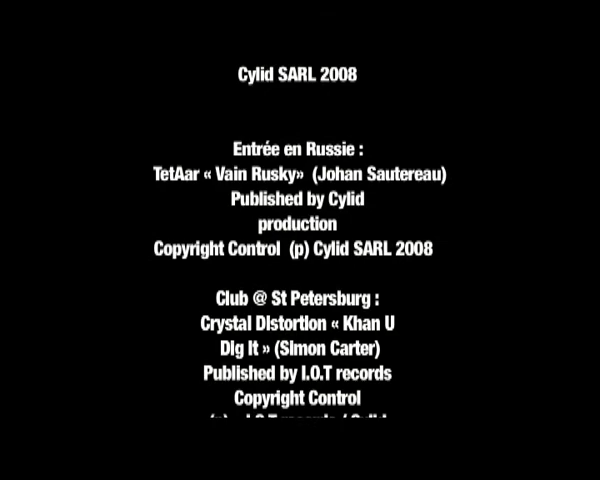 Cylid SARL 2008
Entrée en Russie :
TetAar « Vain Rusky»  (Johan Sautereau)
Published by Cylid
production
Copyright Control  (p) Cylid SARL 2008
Club @ St Petersburg :
Crystal Distortion « Khan U
Dig It » (Simon Carter)
Published by I.O.T records
Copyright Control